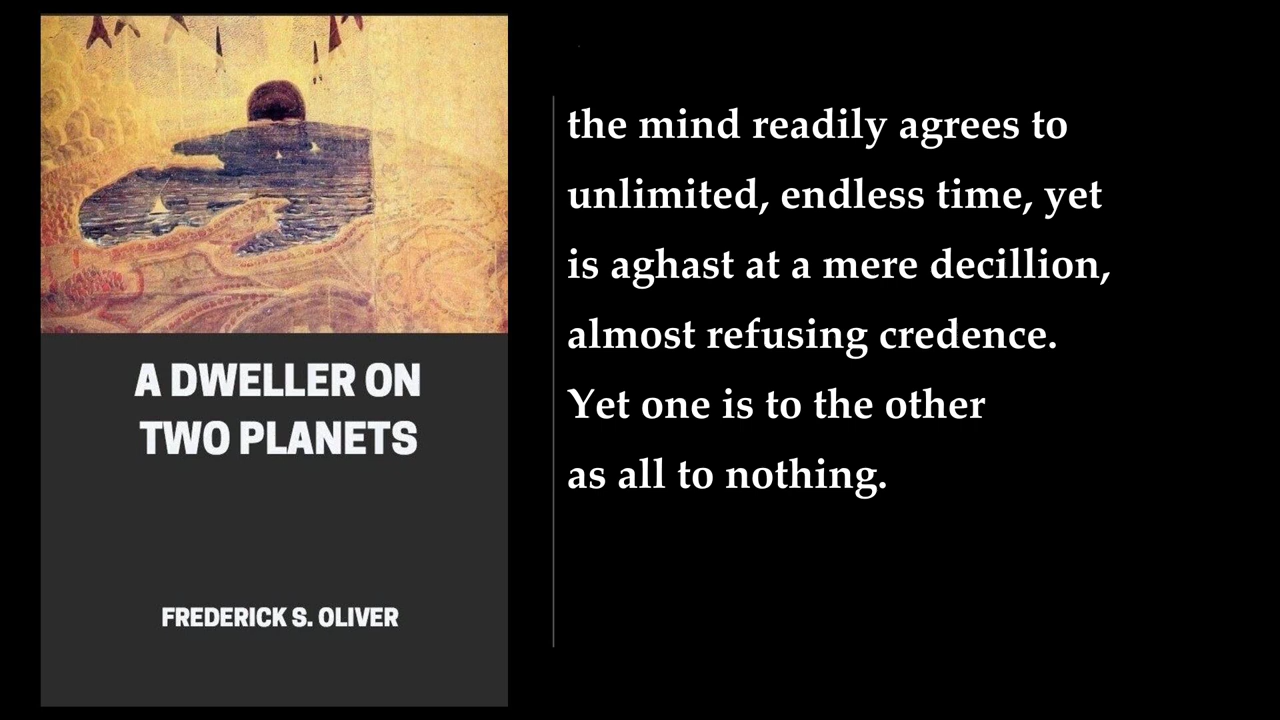 A DWELLER ON
TWO PLANETS
FREDERICK S. OLIVER
the mind readily agrees to
unlimited, endless time, yet
is aghast at a mere decillion,
almost refusing credence.
Yet one is to the other
as all to nothing.